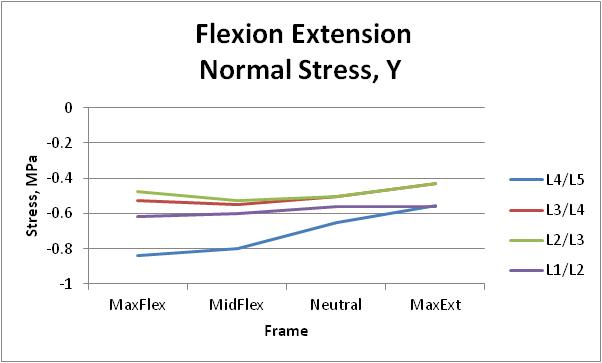 Flexion Extension
Normal Stress, Y
0
-0.2
-0.4
-0.6
-0.8
-1
Stress, MPa
MaxFlex MidFlex Neutral MaxExt
Frame
L4/L5
L3/L4
L2/L3
L1/L2